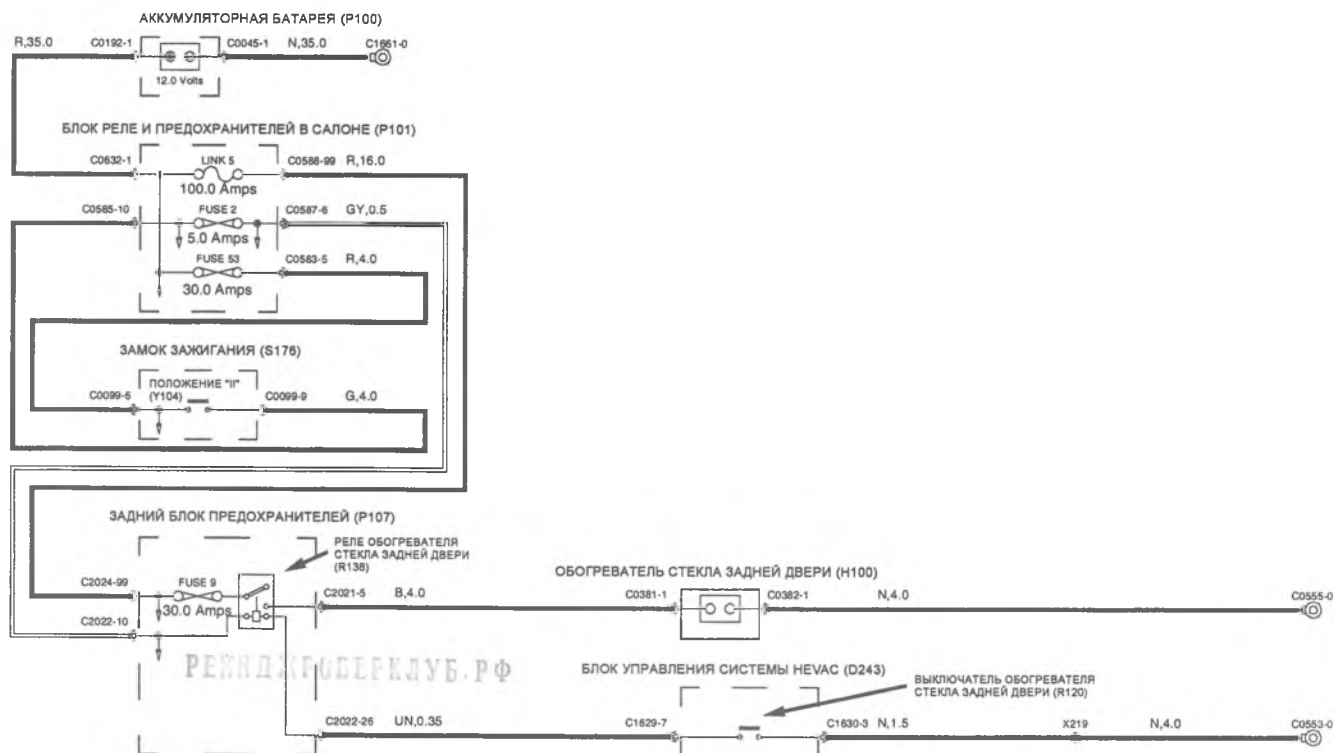 АККУМУЛЯТОРНАЯ БАТАРЕЯ (P100)
R,35.0 C0192-1 C0045-1 N,35.0 C1661-0
12.0 Volts
БЛОК РЕЛЕ И ПРЕДОХРАНИТЕЛЕЙ В САЛОНЕ (P101)
C0632-1 LINK 5 C0588-99 R,16.0
100.0 Amps
C0585-10 FUSE 2 C0587-6 GY,0.5
5.0 Amps
FUSE 53 C0583-5 R,4.0
30.0 Amps
ЗАМОК ЗАЖИГАНИЯ (S176)
ПОЛОЖЕНИЕ "II"
C0099-6 (Y104) C0099-9 G,4.0
ЗАДНИЙ БЛОК ПРЕДОХРАНИТЕЛЕЙ (P107)
РЕЛЕ ОБОГРЕВАТЕЛЯ
СТЕКЛА ЗАДНЕЙ ДВЕРИ
(R138)
ОБОГРЕВАТЕЛЬ СТЕКЛА ЗАДНЕЙ ДВЕРИ (H100)
C2024-99 FUSE 9 C2021-5 B,4.0 C0381-1 C0382-1 N,4.0 C0555-0
30.0 Amps
C2022-10
РЕЙНДЖРОВЕРКЛУБ.РФ
БЛОК УПРАВЛЕНИЯ СИСТЕМЫ HEVAC (D243)
ВЫКЛЮЧАТЕЛЬ ОБОГРЕВАТЕЛЯ
СТЕКЛА ЗАДНЕЙ ДВЕРИ (R120)
C2022-26 UN,0.35 C1629-7 C1630-3 N,1.5 X219 N,4.0 C0553-0